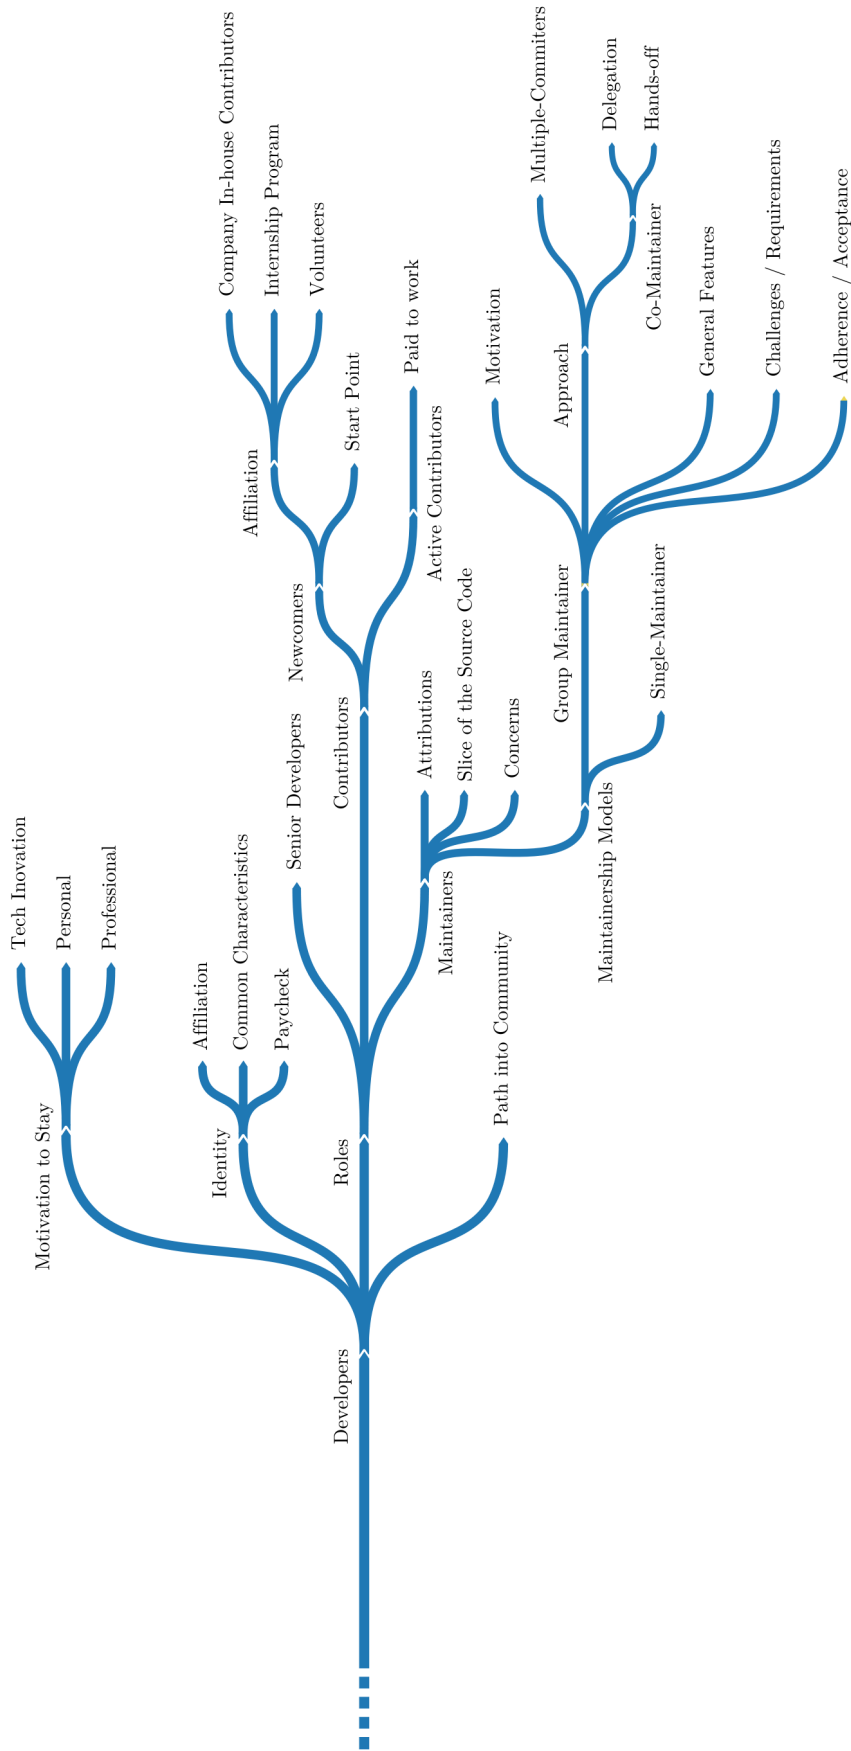 Developers
Motivation to Stay
Tech Inovation
Personal
Professional
Identity
Affiliation
Common Characteristics
Paycheck
Roles
Senior Developers
Contributors
Newcomers
Affiliation
Company In-house Contributors
Internship Program
Volunteers
Start Point
Active Contributors
Paid to work
Maintainers
Attributions
Slice of the Source Code
Concerns
Maintainership Models
Group Maintainer
Motivation
Approach
Multiple-Commiters
Co-Maintainer
Delegation
Hands-off
General Features
Challenges / Requirements
Adherence / Acceptance
Single-Maintainer
Path into Community